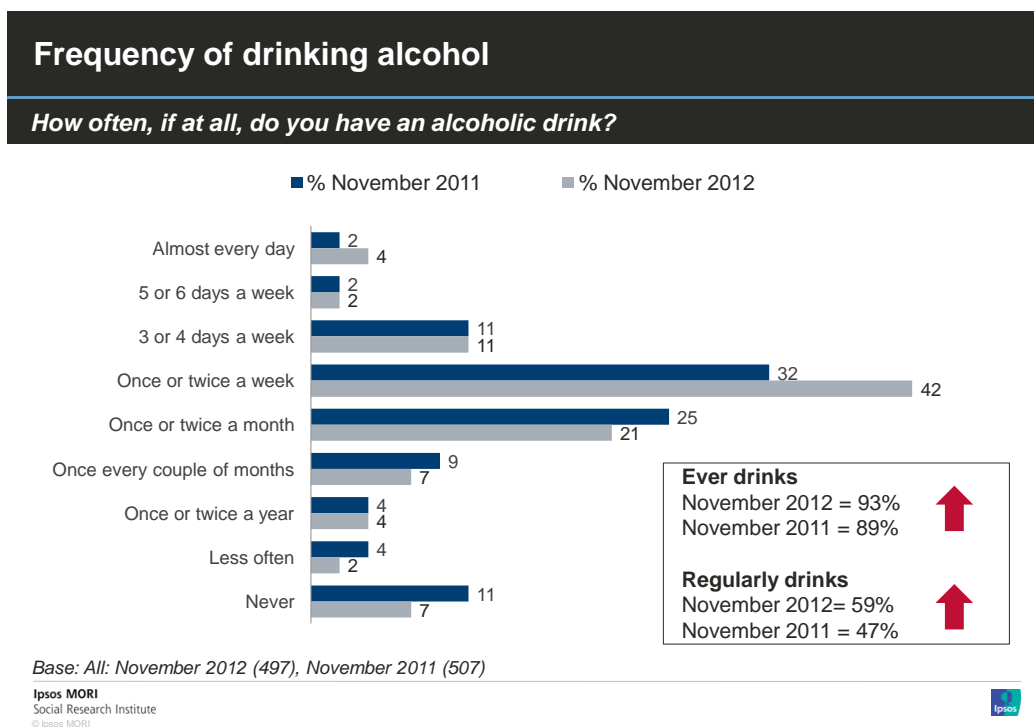 Frequency of drinking alcohol
How often, if at all, do you have an alcoholic drink?
% November 2011 % November 2012
Almost every day 2
4
5 or 6 days a week 2
2
3 or 4 days a week 11
11
Once or twice a week 32
42
Once or twice a month 25
21
Once every couple of months 9
7
Once or twice a year 4
4
Less often 4
2
Never 11
7
Ever drinks
November 2012 = 93%
November 2011 = 89%
Regularly drinks
November 2012= 59%
November 2011 = 47%
Base: All: November 2012 (497), November 2011 (507)
Ipsos MORI
Social Research Institute
© Ipsos MORI
Ipsos